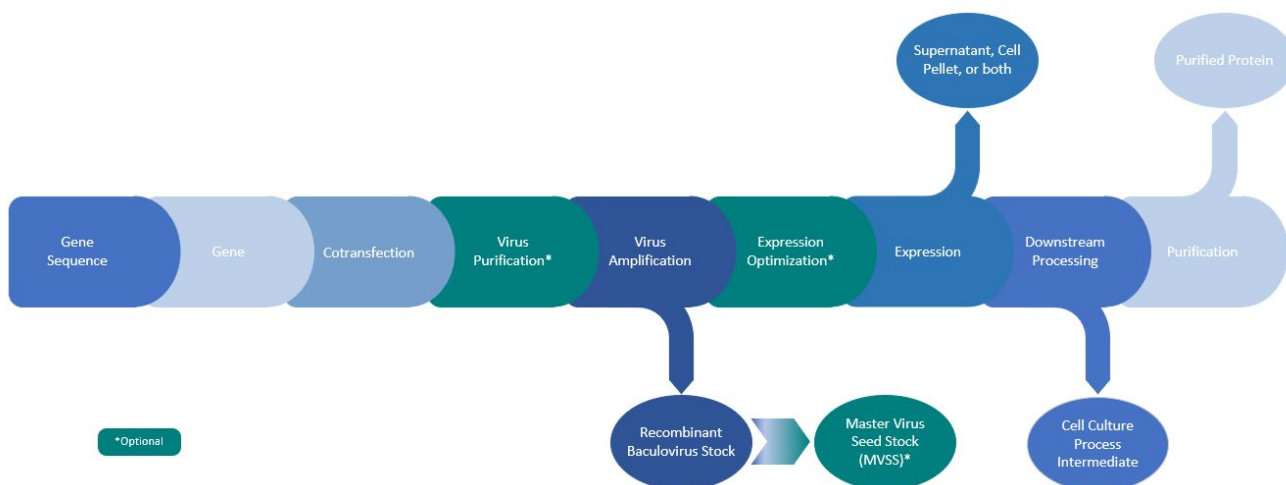 Supernatant, Cell
Pellet, or both
Purified Protein
Gene
Sequence
Gene
Cotransfection
Virus
Purification*
Virus
Amplification
Expression
Optimization*
Expression
Downstream
Processing
Purification
*Optional
Recombinant
Baculovirus Stock
Master Virus
Seed Stock
(MVSS)*
Cell Culture
Process
Intermediate